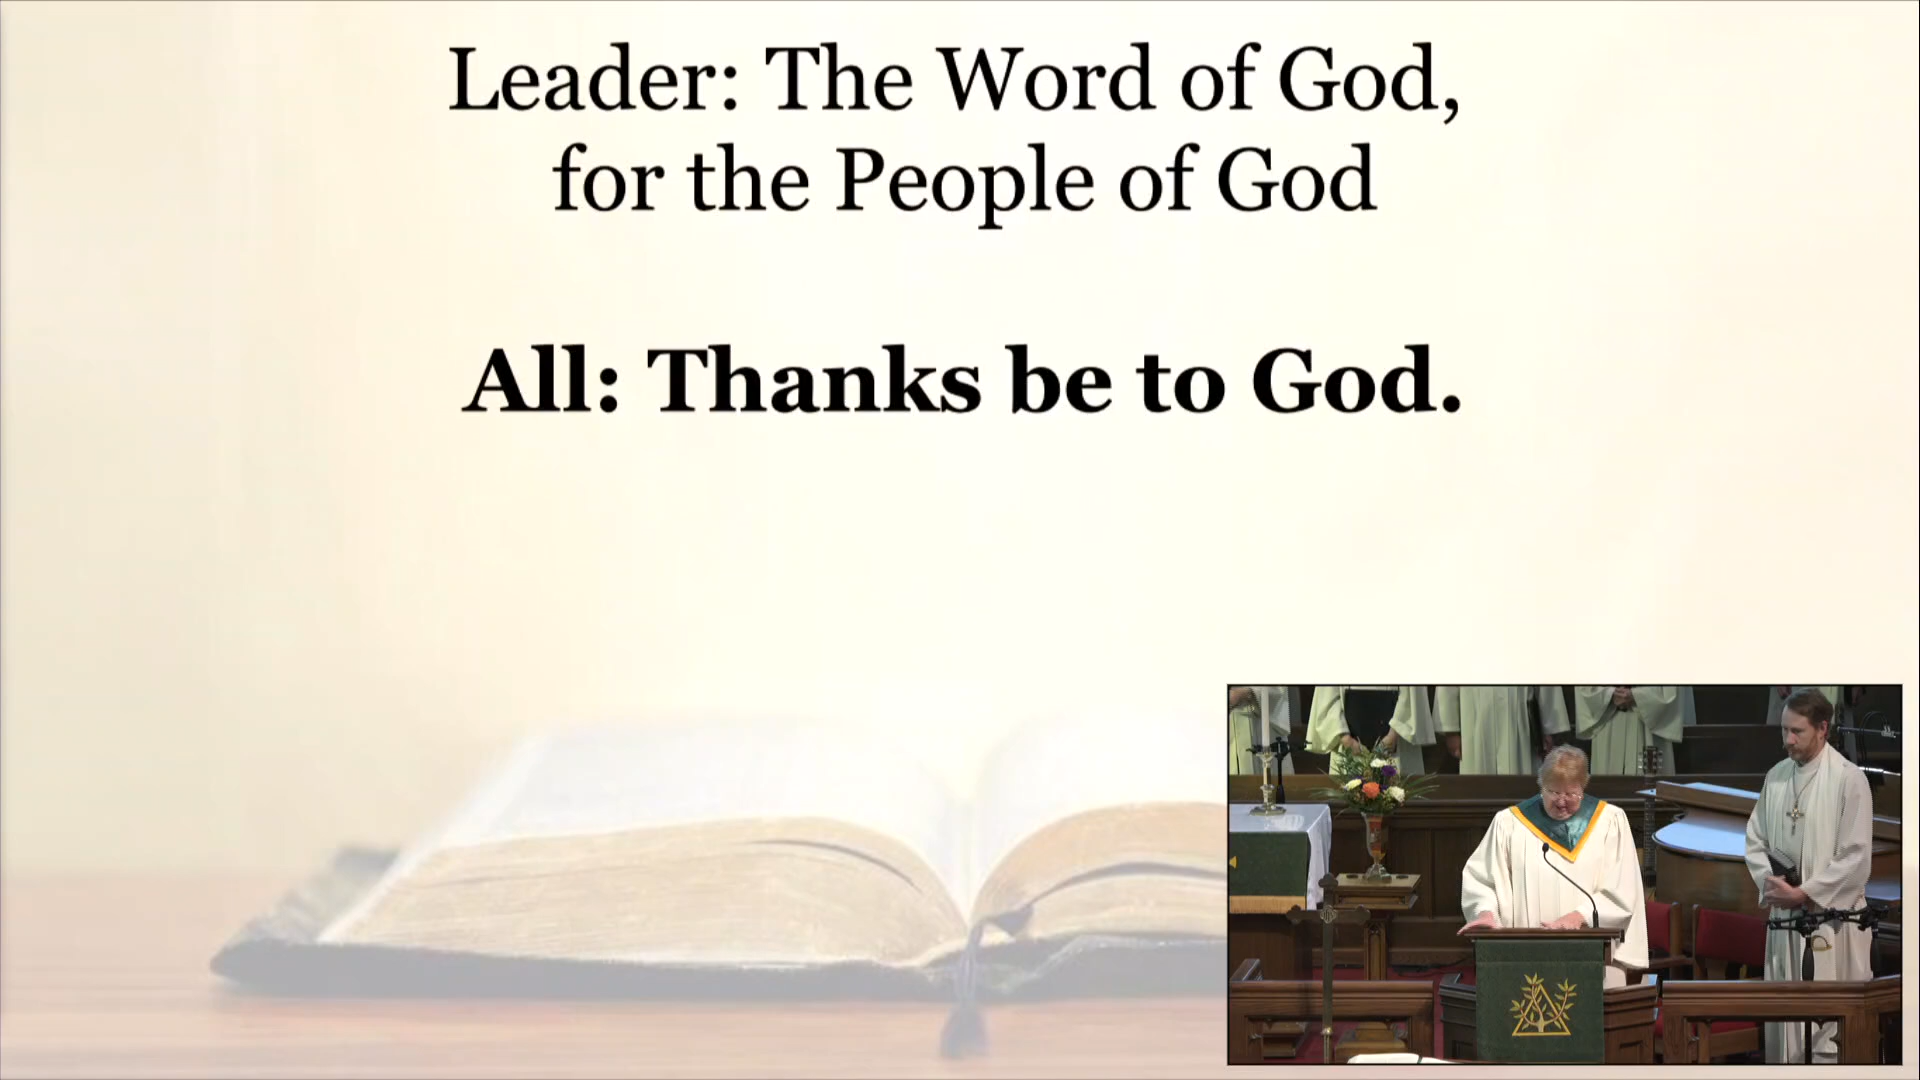 Leader: The Word of God,
for the People of God
All: Thanks be to God.